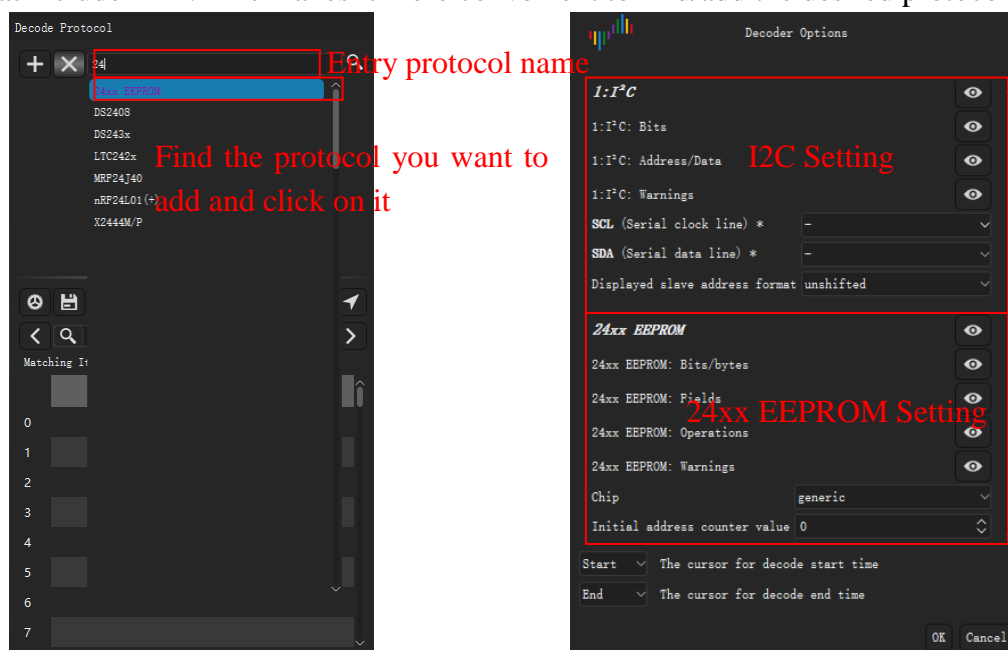 Decode Protocol
24
Entry protocol name
24xx EEPROM
DS2408
DS243x
LTC242x
MRF24J40
nRF24L01(+)
X2444M/P
Find the protocol you want to
add and click on it
Matching It
0
1
2
3
4
5
6
7
Decoder Options
1:I²C
1:I²C: Bits
1:I²C: Address/Data
I2C Setting
1:I²C: Warnings
SCL (Serial clock line) * -
SDA (Serial data line) * -
Displayed slave address format unshifted
24xx EEPROM
24xx EEPROM: Bits/bytes
24xx EEPROM: Fields
24xx EEPROM Setting
24xx EEPROM: Operations
24xx EEPROM: Warnings
Chip generic
Initial address counter value 0
Start The cursor for decode start time
End The cursor for decode end time
OK Cancel